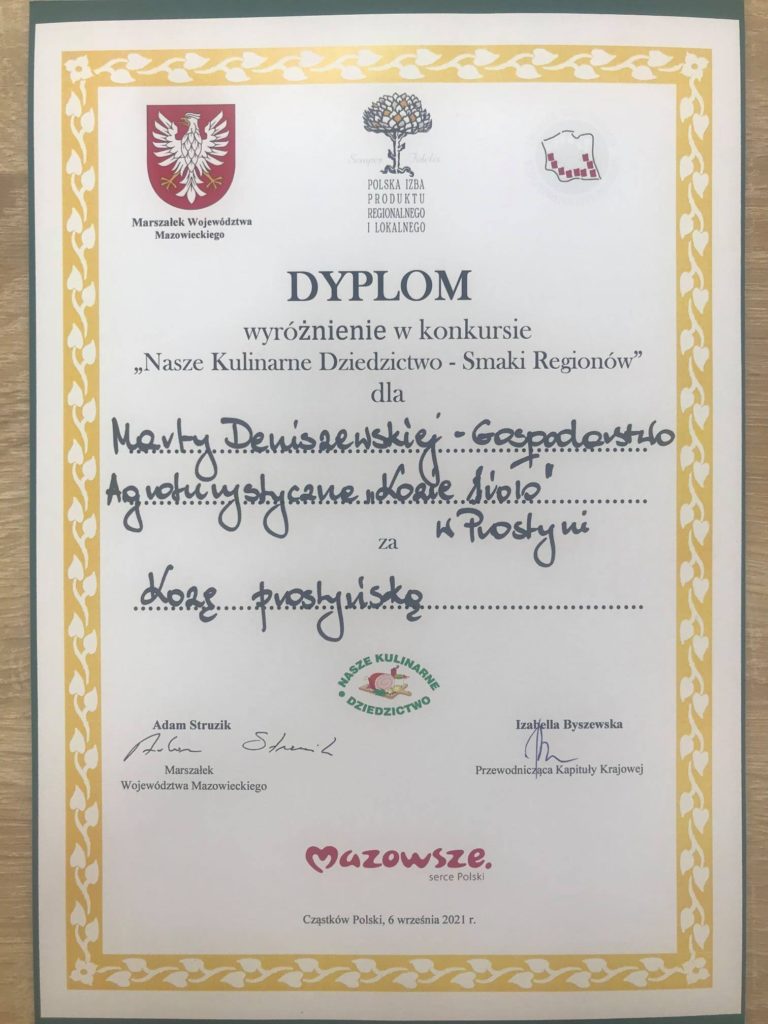 Marszałek Województwa
Mazowieckiego
Semper Fidelis
POLSKA IZBA
PRODUKTU
REGIONALNEGO
I LOKALNEGO
DYPLOM
wyróżnienie w konkursie
„Nasze Kulinarne Dziedzictwo - Smaki Regionów”
dla
Marty Deniszewskiej - Gospodarstwo
Agroturystyczne „Kozie Sioło”
w Prostyni
za
Kozę prostyńską
NASZE KULINARNE
DZIEDZICTWO
Adam Struzik
Adam Struzik
Marszałek
Województwa Mazowieckiego
Izabella Byszewska
Przewodnicząca Kapituły Krajowej
mazowsze.
serce Polski
Cząstków Polski, 6 września 2021 r.